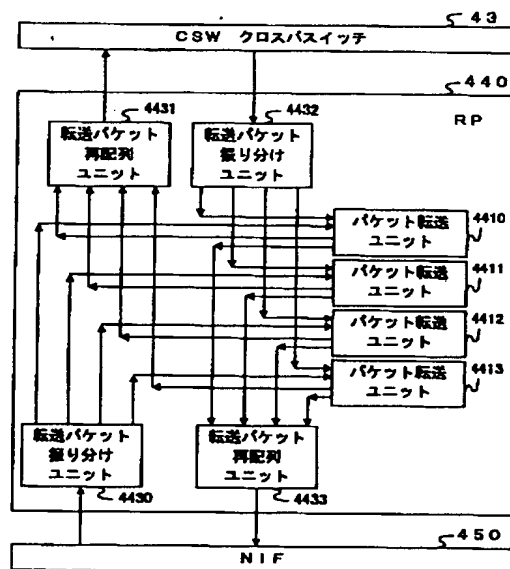 43
CSW クロスバスイッチ
440
RP
4431
転送パケット
再配列
ユニット
4432
転送パケット
振り分け
ユニット
パケット転送
ユニット
4410
パケット転送
ユニット
4411
パケット転送
ユニット
4412
パケット転送
ユニット
4413
転送パケット
振り分け
ユニット
4430
転送パケット
再配列
ユニット
4433
450
NIF